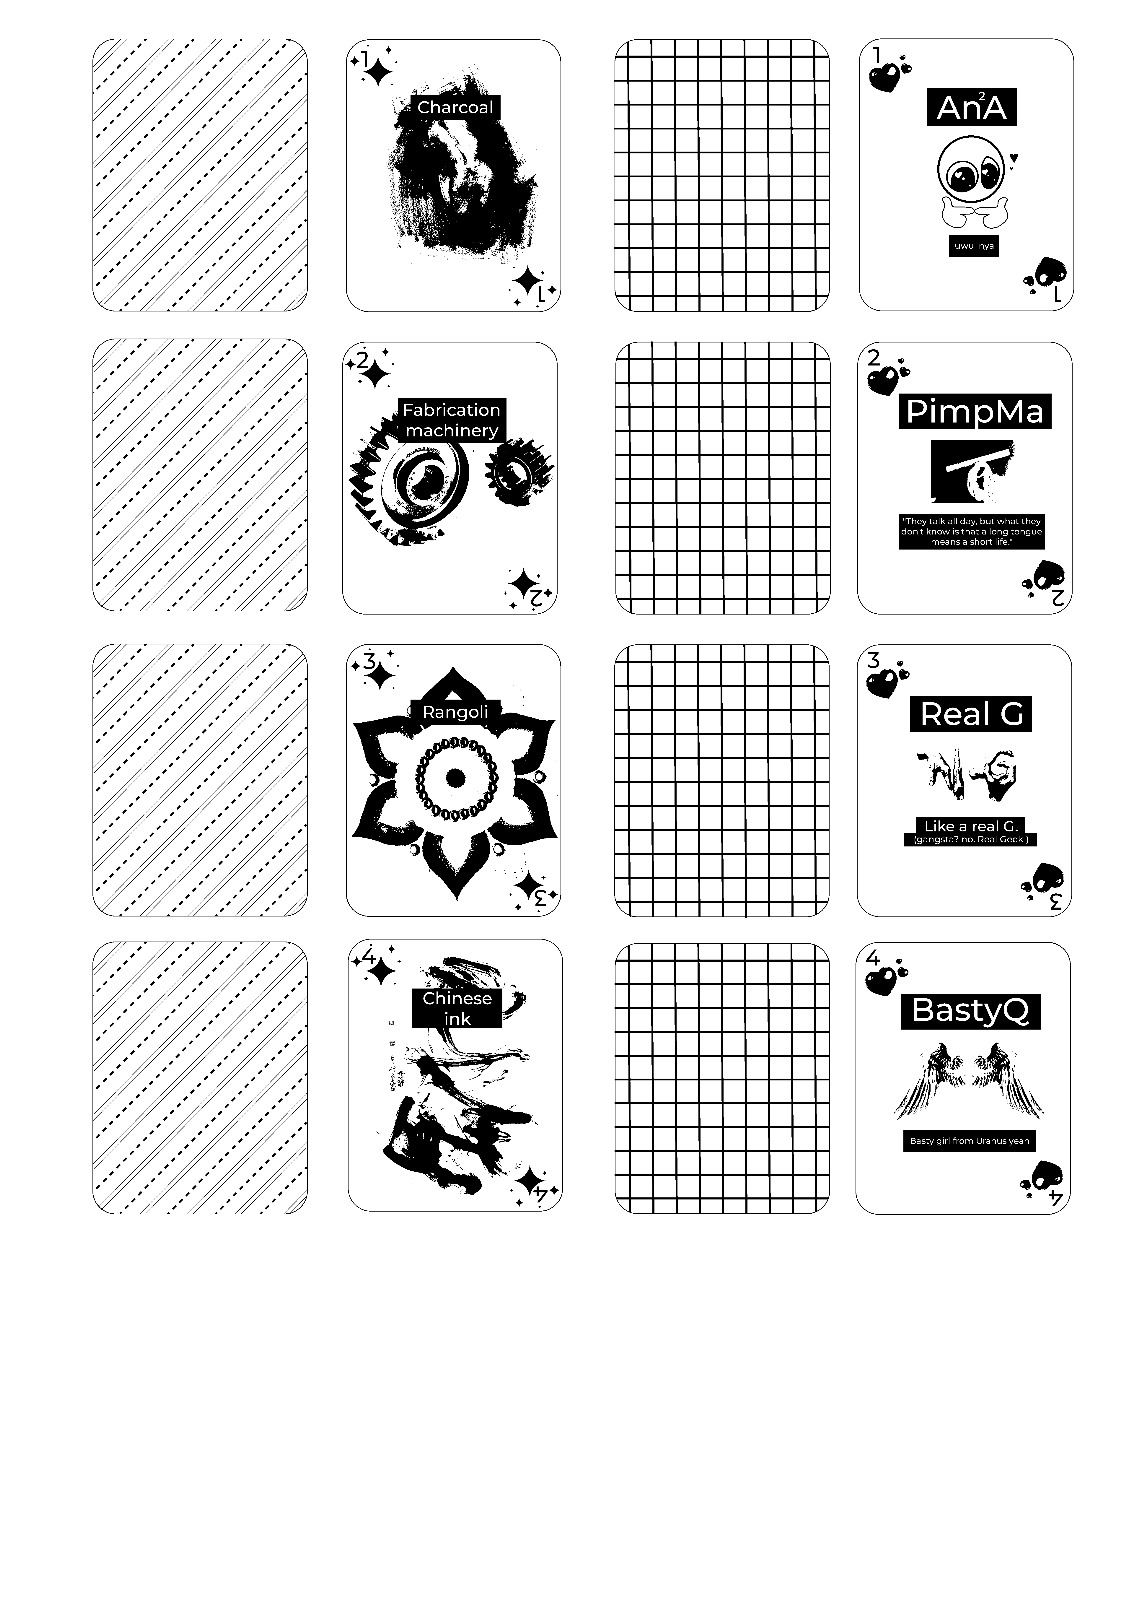 1
Charcoal
1
1
An²A
uwu nya
1
2
Fabrication
machinery
2
2
PimpMa
"They talk all day, but what they
don't know is that a long tongue
means a short life."
2
3
Rangoli
3
3
Real G
Like a real G.
(gangsta? no. Real Geek )
3
4
Chinese
ink
4
4
BastyQ
Basty girl from Uranus yeah
4